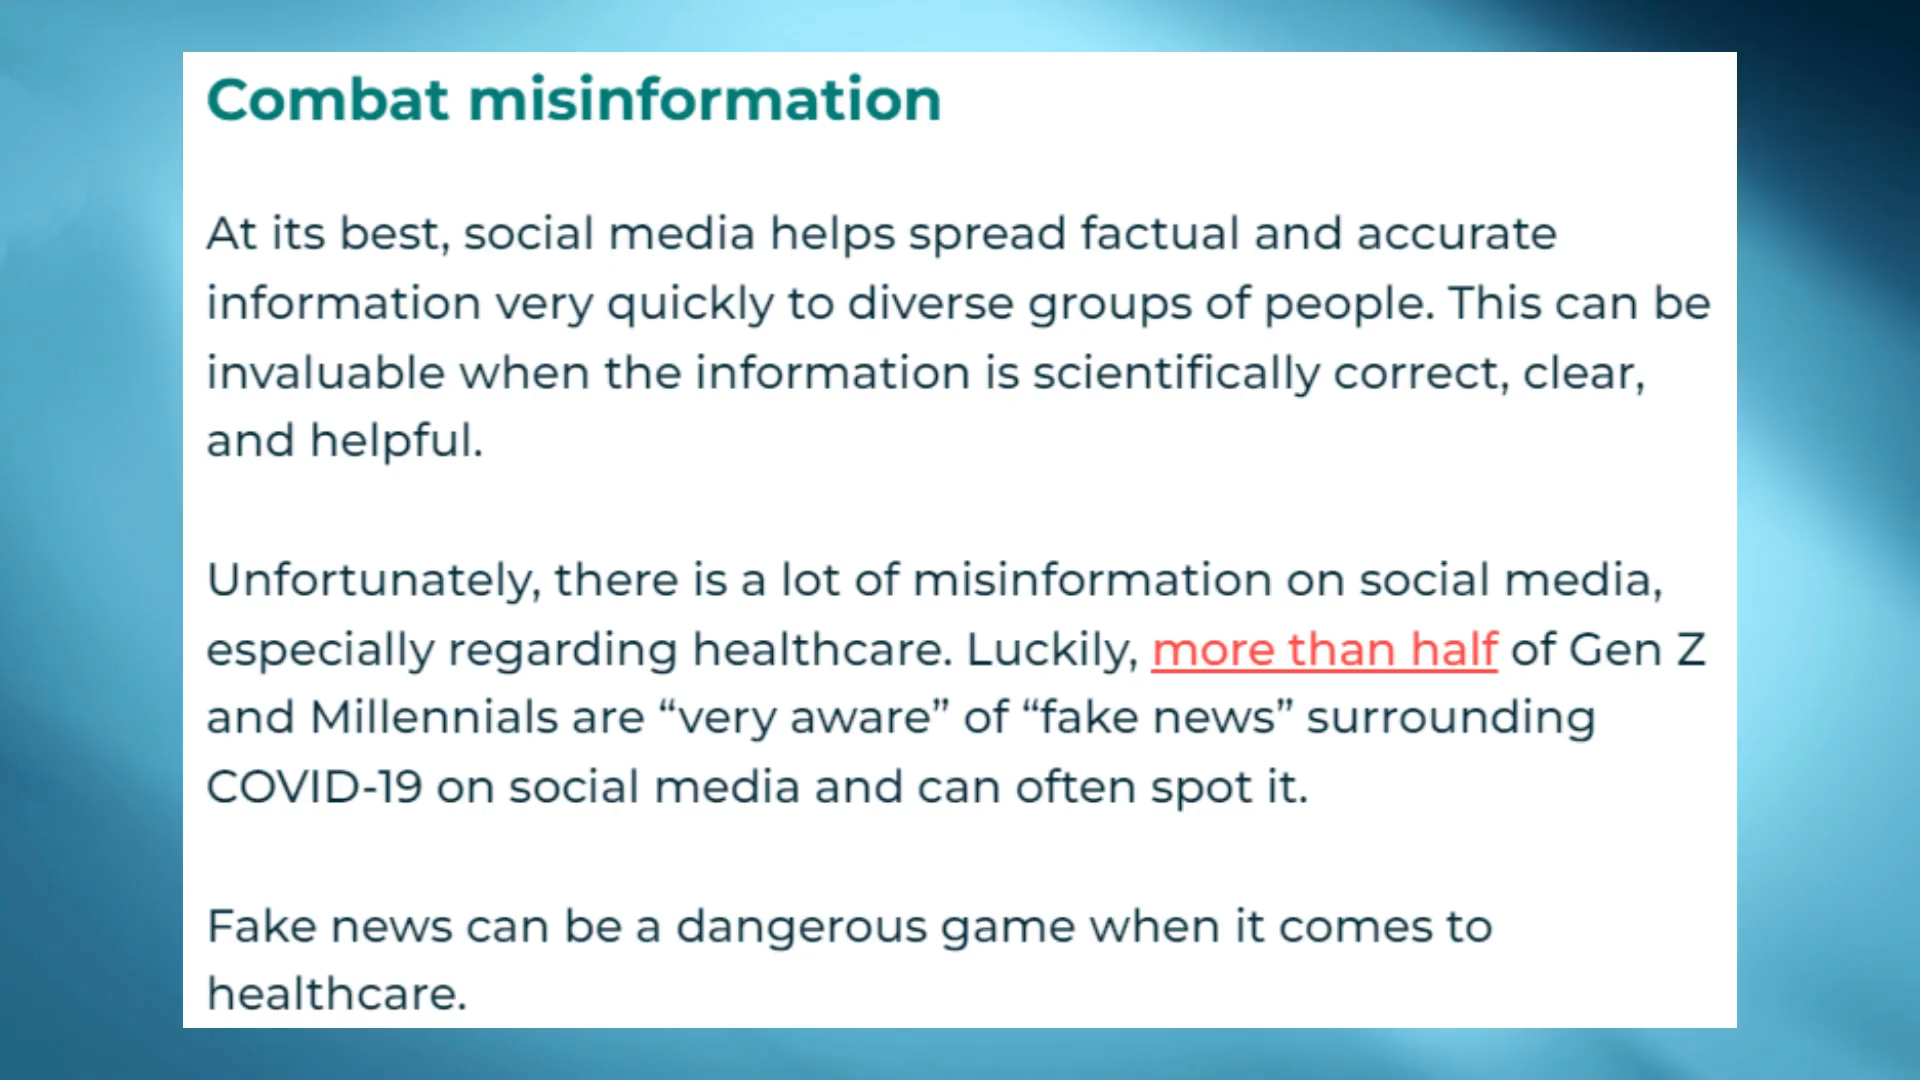 Combat misinformation
At its best, social media helps spread factual and accurate
information very quickly to diverse groups of people. This can be
invaluable when the information is scientifically correct, clear,
and helpful.
Unfortunately, there is a lot of misinformation on social media,
especially regarding healthcare. Luckily, more than half of Gen Z
and Millennials are “very aware” of “fake news” surrounding
COVID-19 on social media and can often spot it.
Fake news can be a dangerous game when it comes to
healthcare.